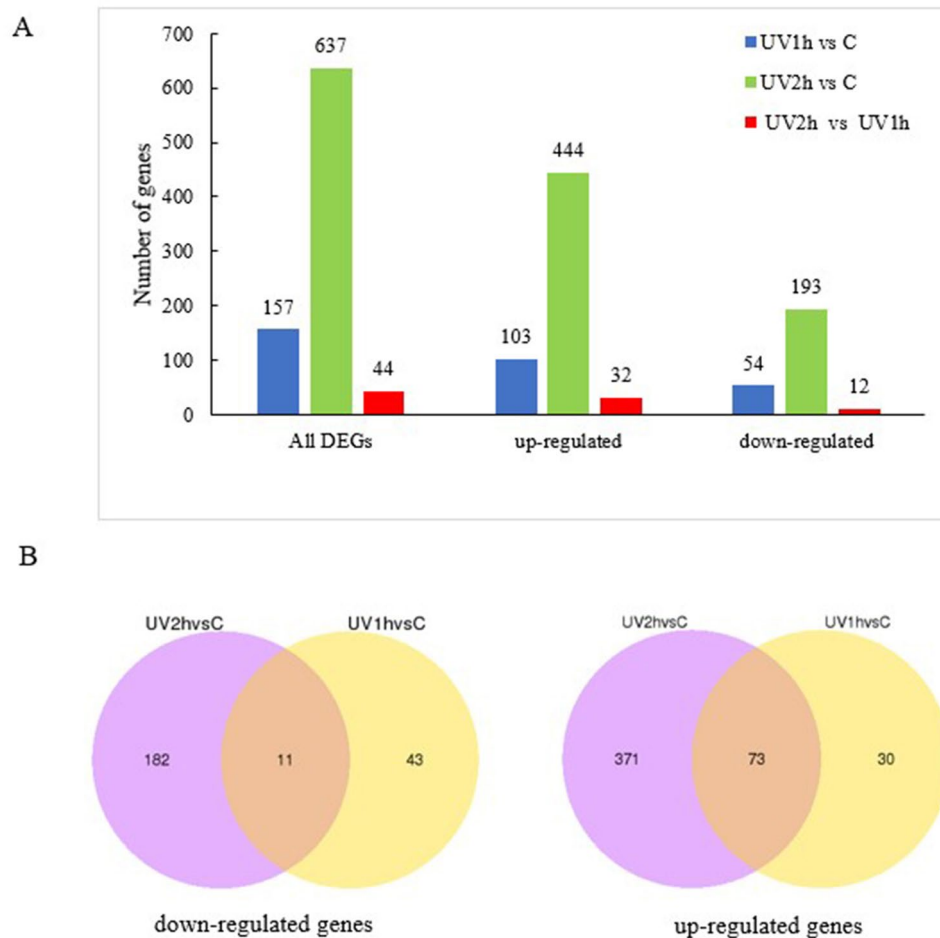 A
Number of genes
700
600
500
400
300
200
100
0
637
444
193
157
103
54
44
32
12
UV1h vs C
UV2h vs C
UV2h vs UV1h
All DEGs up-regulated down-regulated
B
UV2hvsC UV1hvsC
182 11 43
down-regulated genes
UV2hvsC UV1hvsC
371 73 30
up-regulated genes